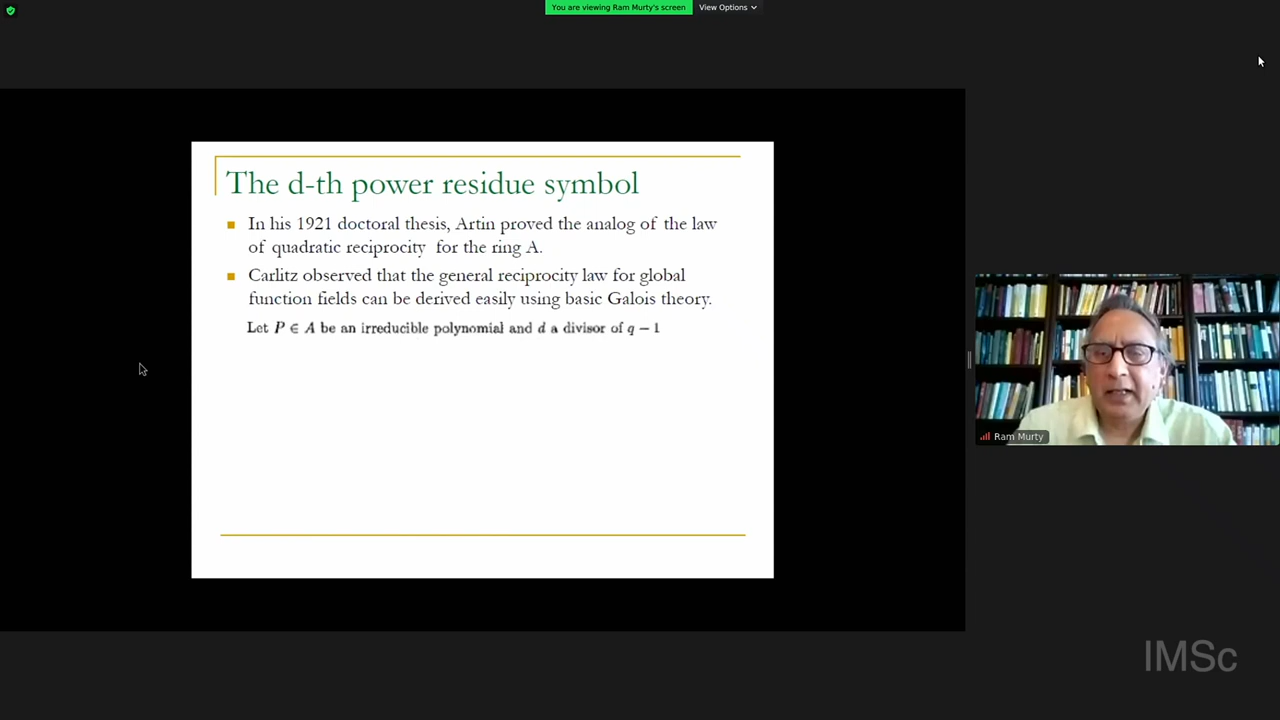 You are viewing Ram Murty's screen
View Options
The d-th power residue symbol
In his 1921 doctoral thesis, Artin proved the analog of the law
of quadratic reciprocity for the ring A.
Carlitz observed that the general reciprocity law for global
function fields can be derived easily using basic Galois theory.
Let P ∈ A be an irreducible polynomial and d a divisor of q − 1
Ram Murty
IMSc